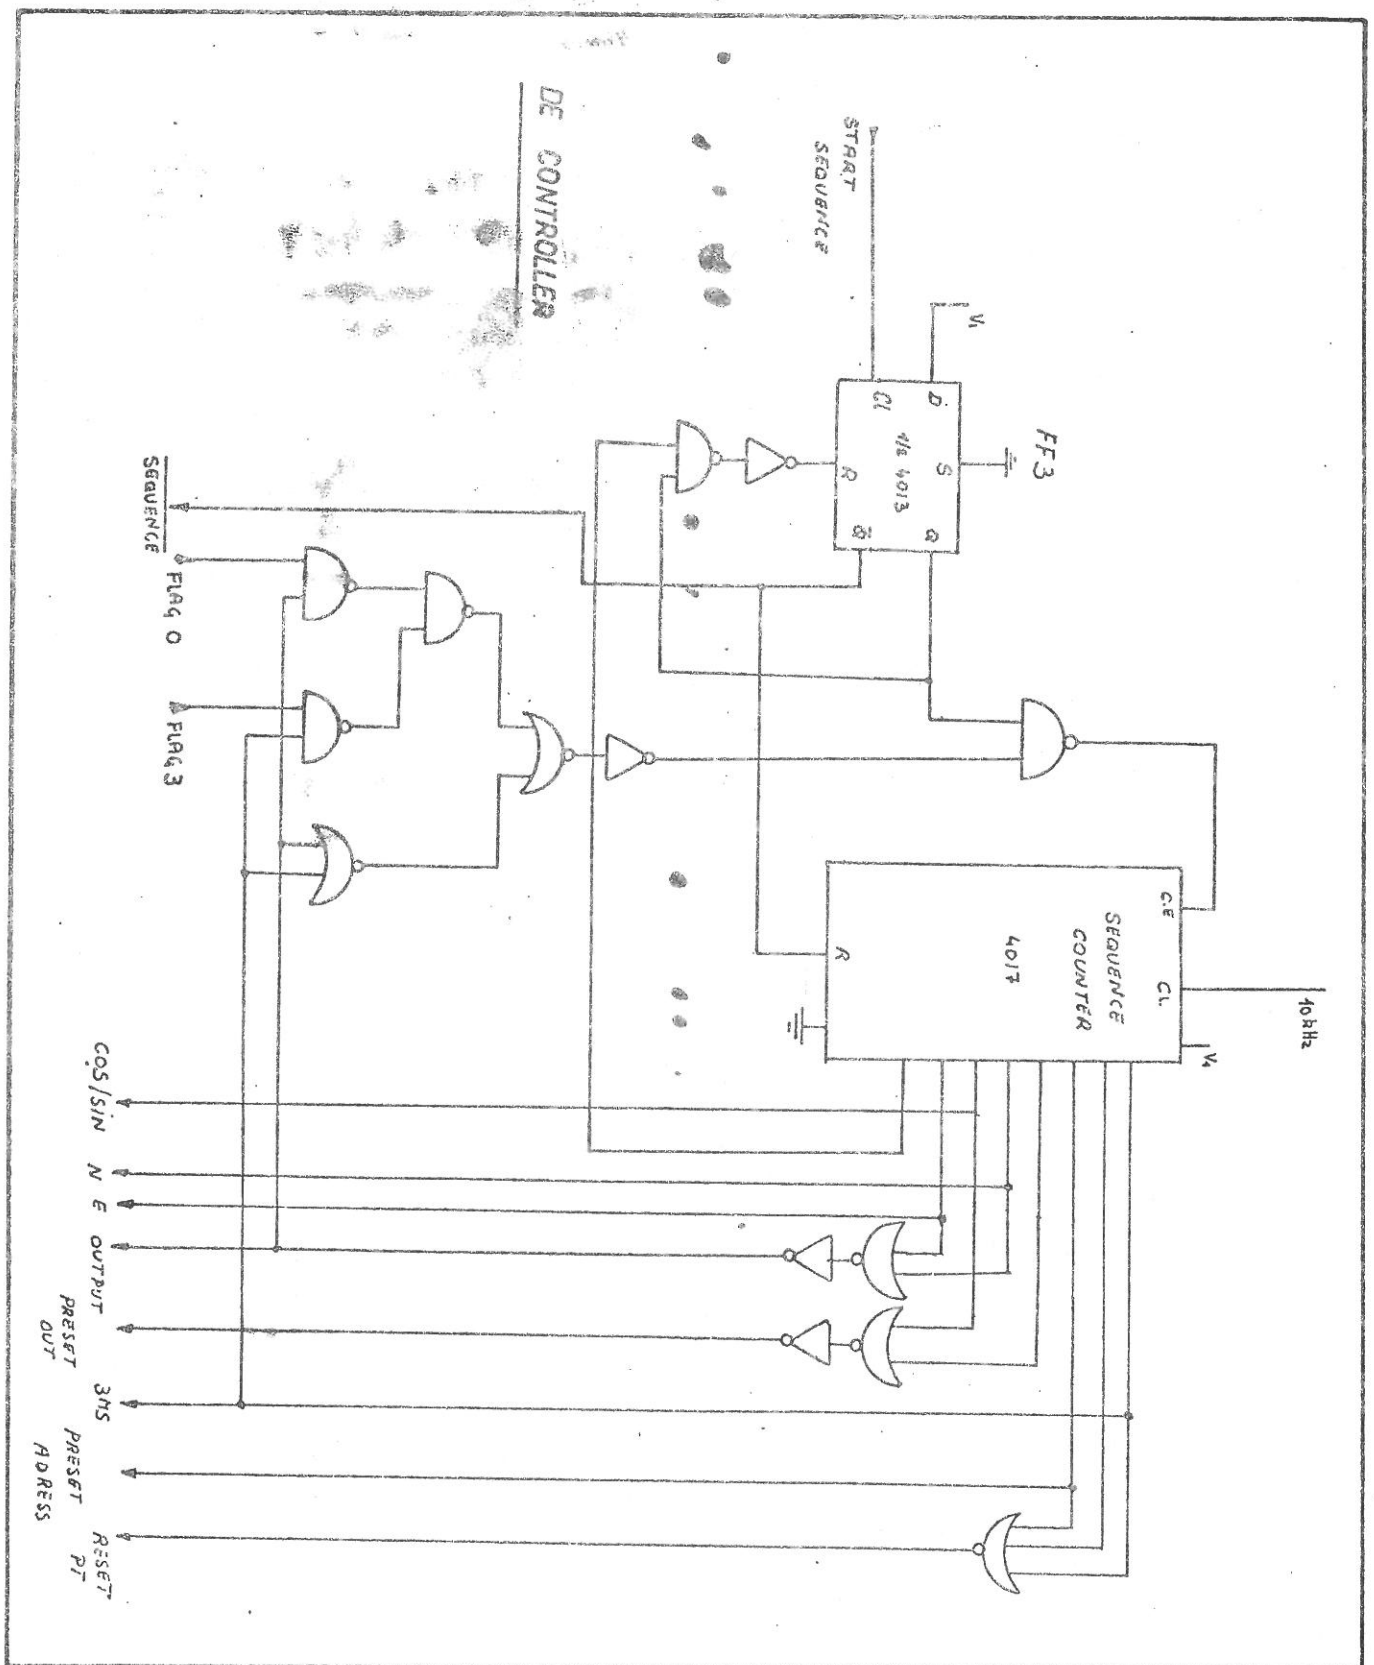 DE CONTROLLER
START
SEQUENCE
V₁
FF3
D
S
Q
Cl
1/2 4013
R
Q̅
10kHz
V₁
C.E
CL.
SEQUENCE
COUNTER
4017
R
SEQUENCE
FLAG 0
FLAG 3
COS/SIN
N
E
OUTPUT
PRESET
OUT
3MS
PRESET
ADRESS
RESET
PT